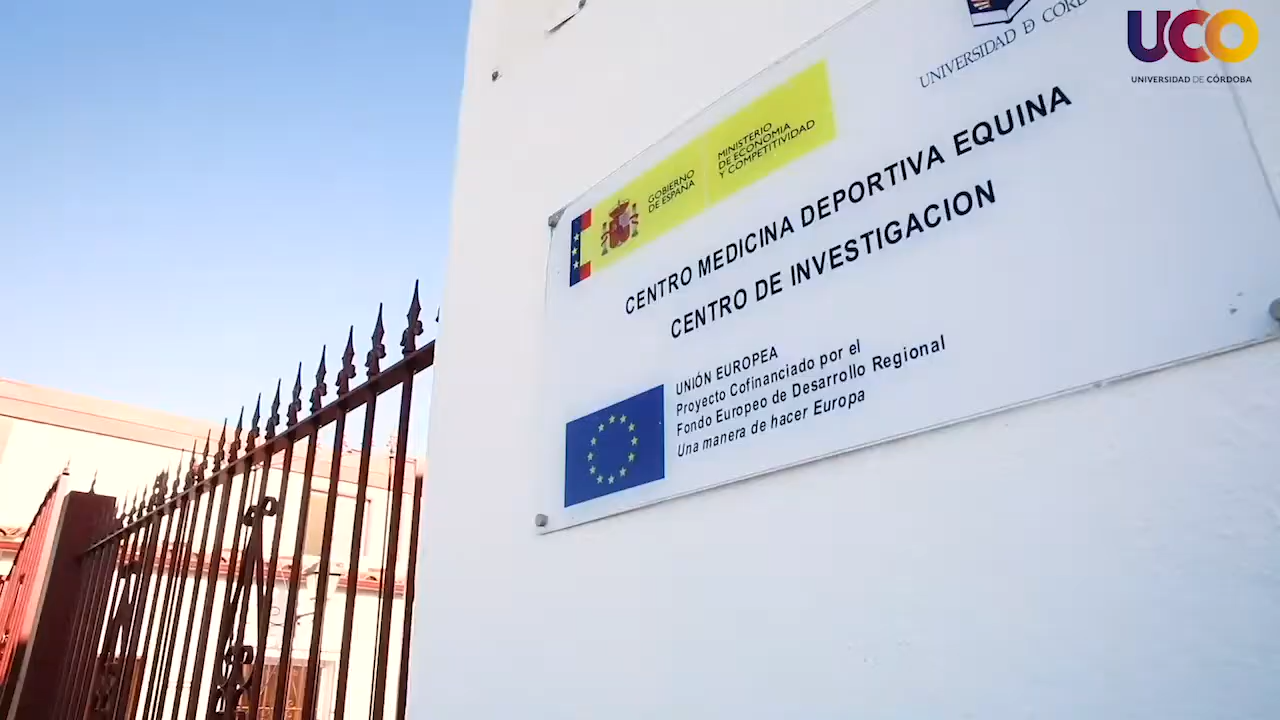 UCO
UNIVERSIDAD DE CÓRDOBA
UNIVERSIDAD Ð
GOBIERNO
DE ESPAÑA
MINISTERIO
DE ECONOMIA
Y COMPETITIVIDAD
CENTRO MEDICINA DEPORTIVA EQUINA
CENTRO DE INVESTIGACION
UNIÓN EUROPEA
Proyecto Cofinanciado por el
Fondo Europeo de Desarrollo Regional
Una manera de hacer Europa